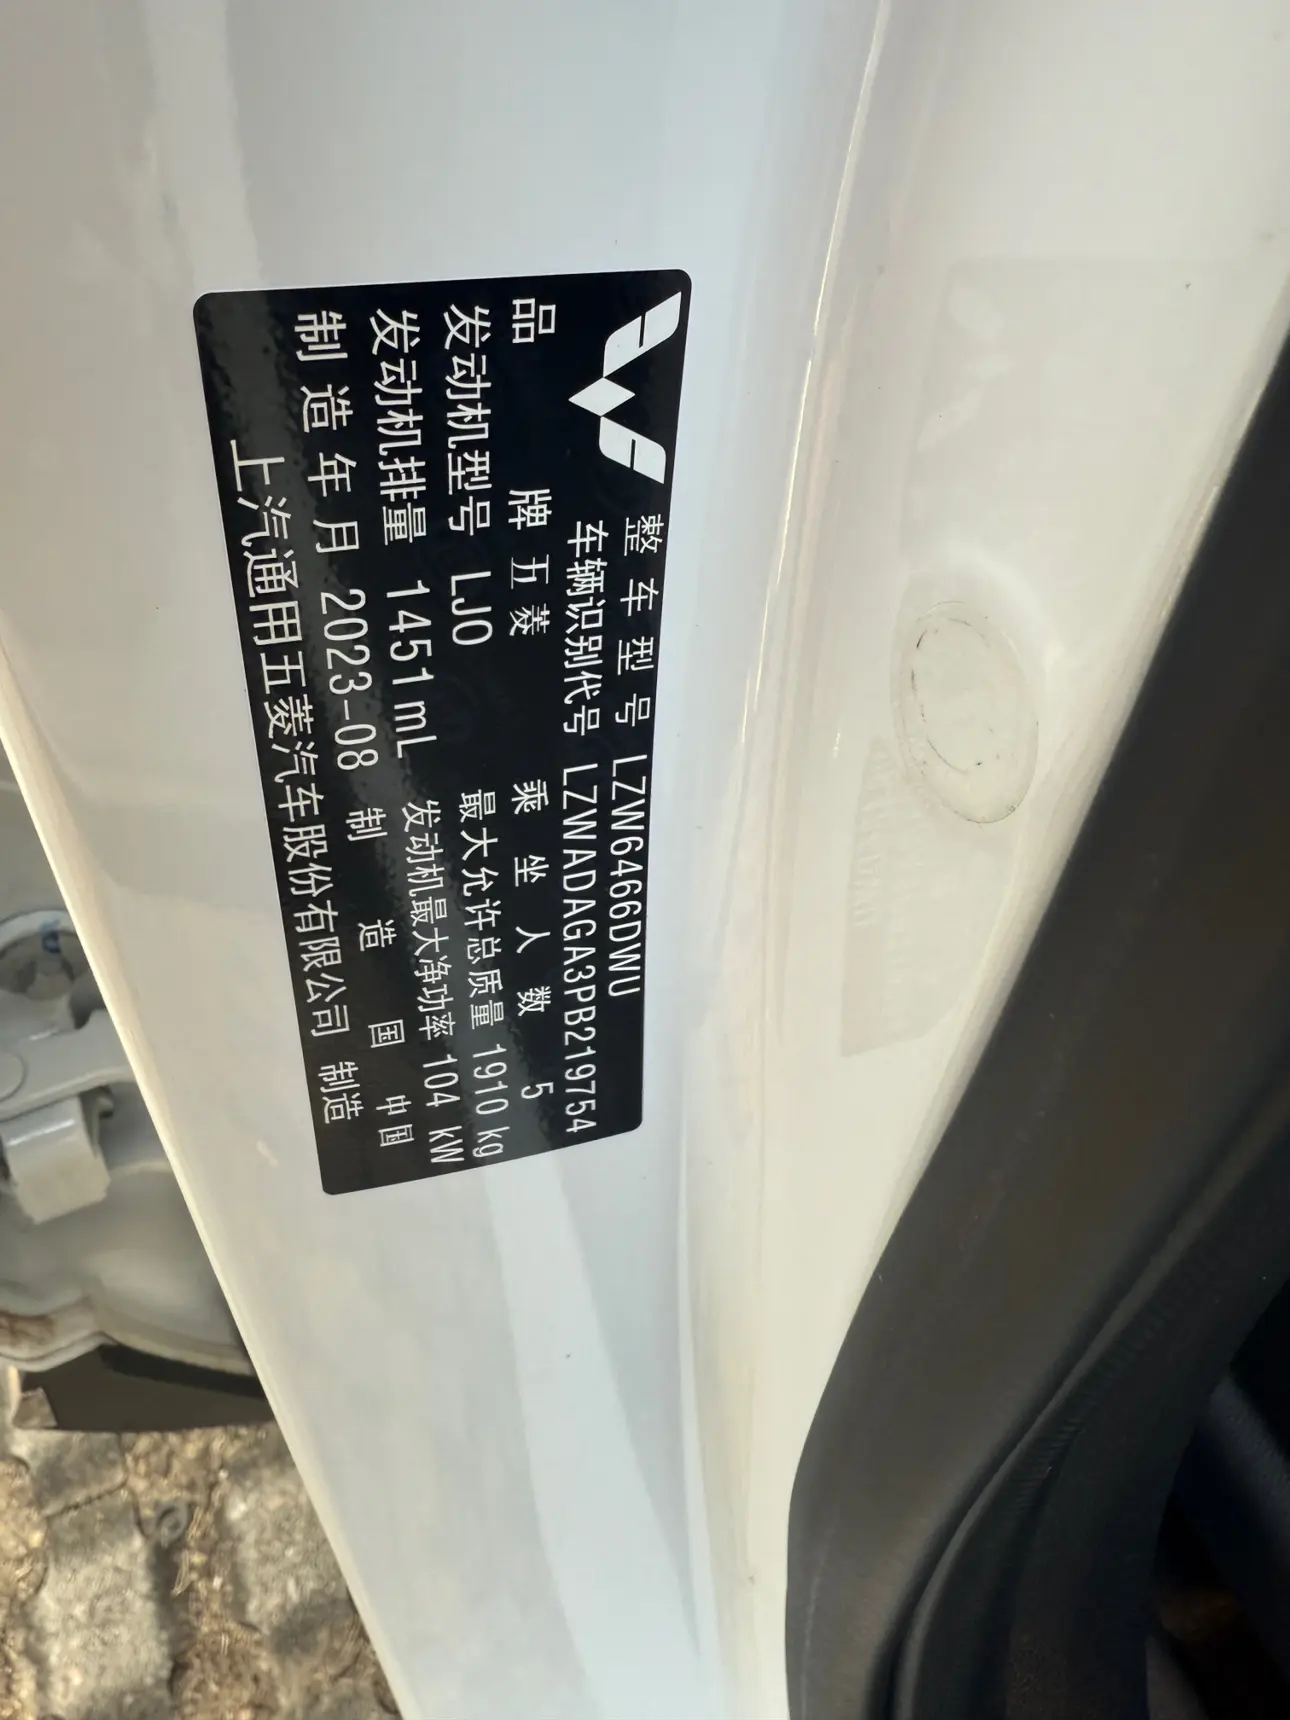 整车型号 LZW6466DWU
车辆识别代号 LZWADAGA3PB219754
品牌 五菱 乘坐人数 5
发动机型号 LJO 最大允许总质量 1910 kg
发动机排量 1451mL 发动机最大净功率 104 kW
制造年月 2023-08 制造国 中国
上汽通用五菱汽车股份有限公司 制造